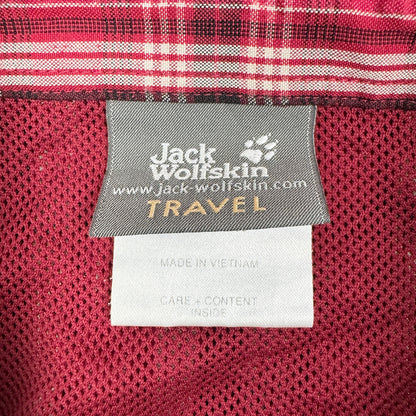 Jack
Wolfskin
www.jack-wolfskin.com
TRAVEL
MADE IN VIETNAM
CARE + CONTENT
INSIDE